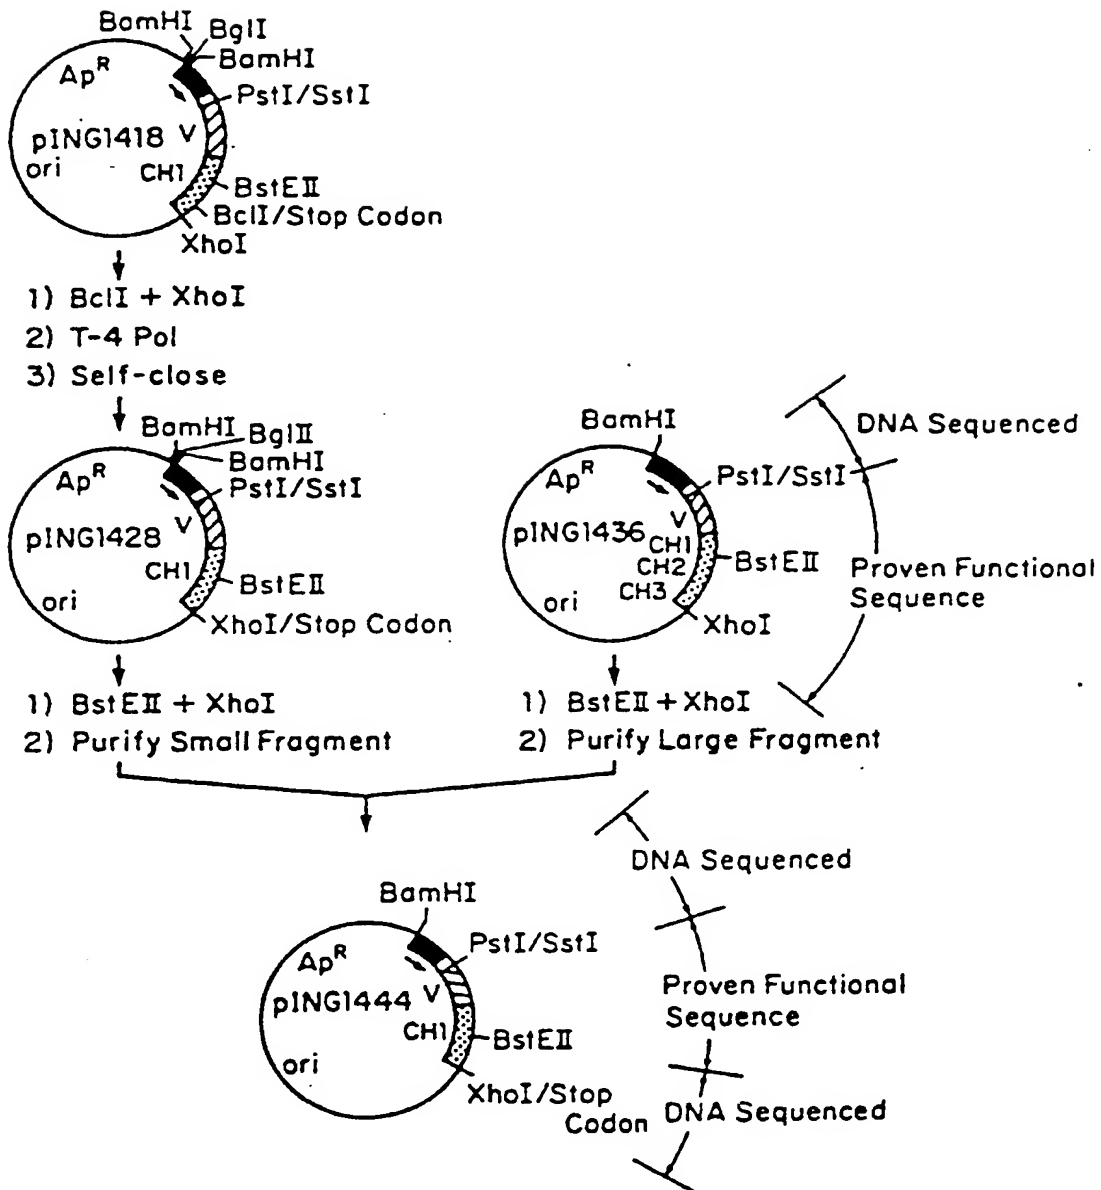 BamHI
BglI
BamHI
Ap^R
PstI/SstI
pING1418
V
ori
CH1
BstEII
BclI/Stop Codon
XhoI
1) BclI + XhoI
2) T-4 Pol
3) Self-close
BamHI
BglII
BamHI
Ap^R
PstI/SstI
V
pING1428
CH1
BstEII
ori
XhoI/Stop Codon
1) BstEII + XhoI
2) Purify Small Fragment
BamHI
Ap^R
PstI/SstI
V
pING1436
CH1
CH2
CH3
BstEII
ori
XhoI
DNA Sequenced
Proven Functional
Sequence
1) BstEII + XhoI
2) Purify Large Fragment
BamHI
Ap^R
PstI/SstI
pING1444
V
CH1
BstEII
ori
XhoI/Stop
Codon
DNA Sequenced
Proven Functional
Sequence
DNA Sequenced